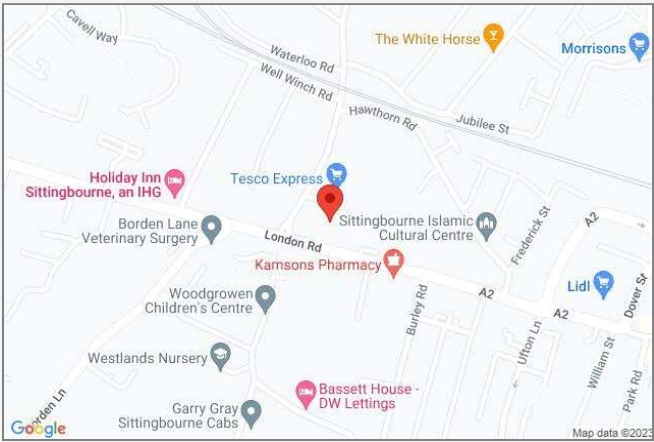 Cavell Way
The White Horse
Morrisons
Waterloo Rd
Well Winch Rd
Hawthorn Rd
Jubilee St
Holiday Inn
Sittingbourne, an IHG
Tesco Express
Borden Lane
Veterinary Surgery
London Rd
Sittingbourne Islamic
Cultural Centre
Frederick St
A2
Kamsons Pharmacy
Lidl
Dover St
Woodgrowen
Children's Centre
Burley Rd
A2
A2
Ufton Ln
William St
Park Rd
Westlands Nursery
Bassett House -
DW Lettings
Garry Gray
Sittingbourne Cabs
Google
Map data ©2023